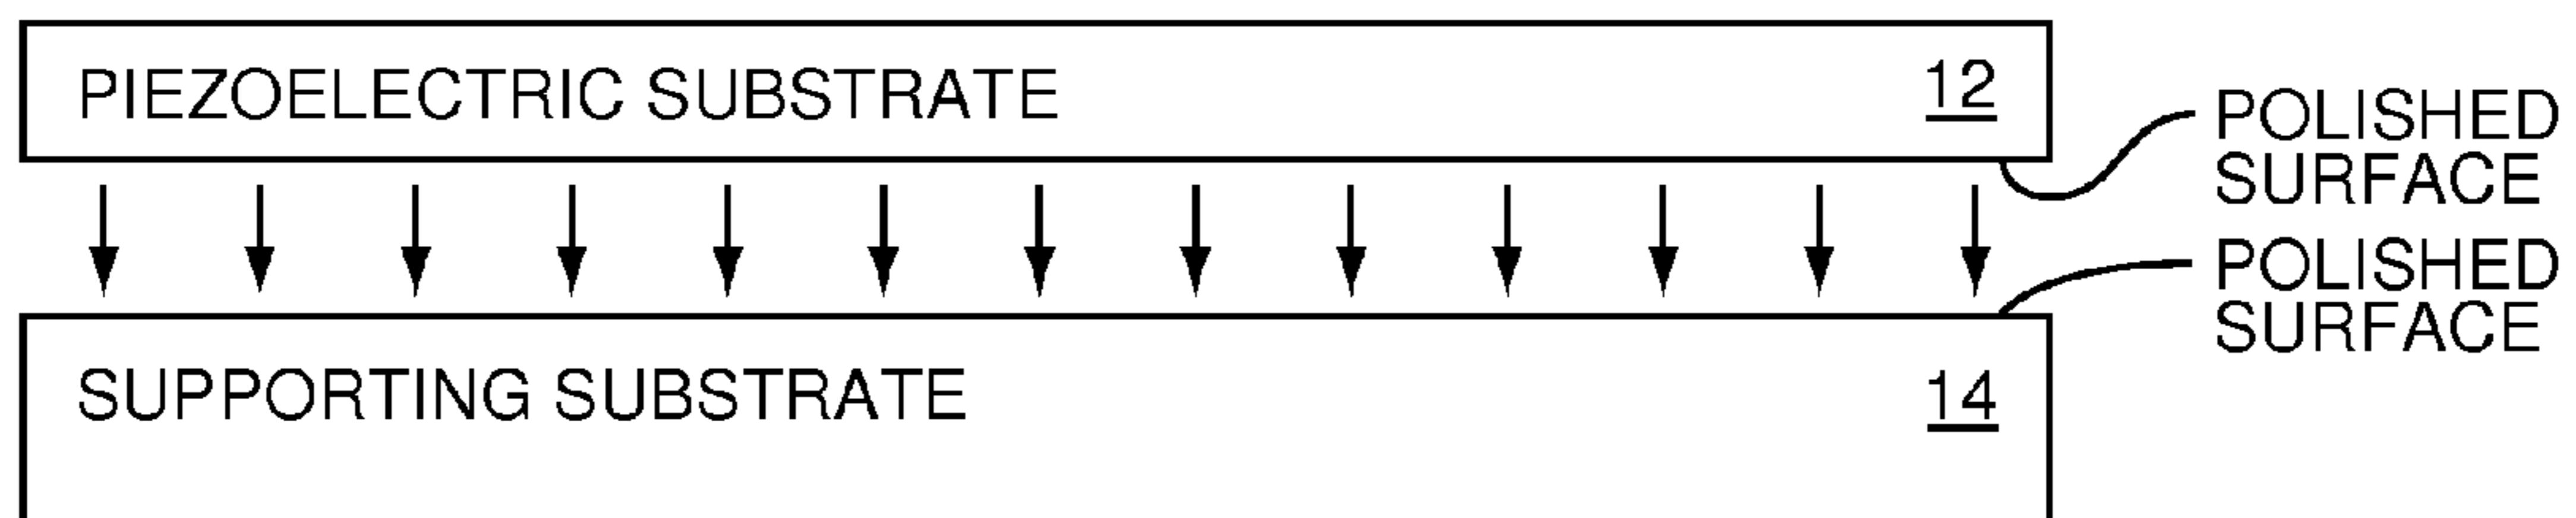 PIEZOELECTRIC SUBSTRATE 12
POLISHED
SURFACE
POLISHED
SURFACE
SUPPORTING SUBSTRATE 14